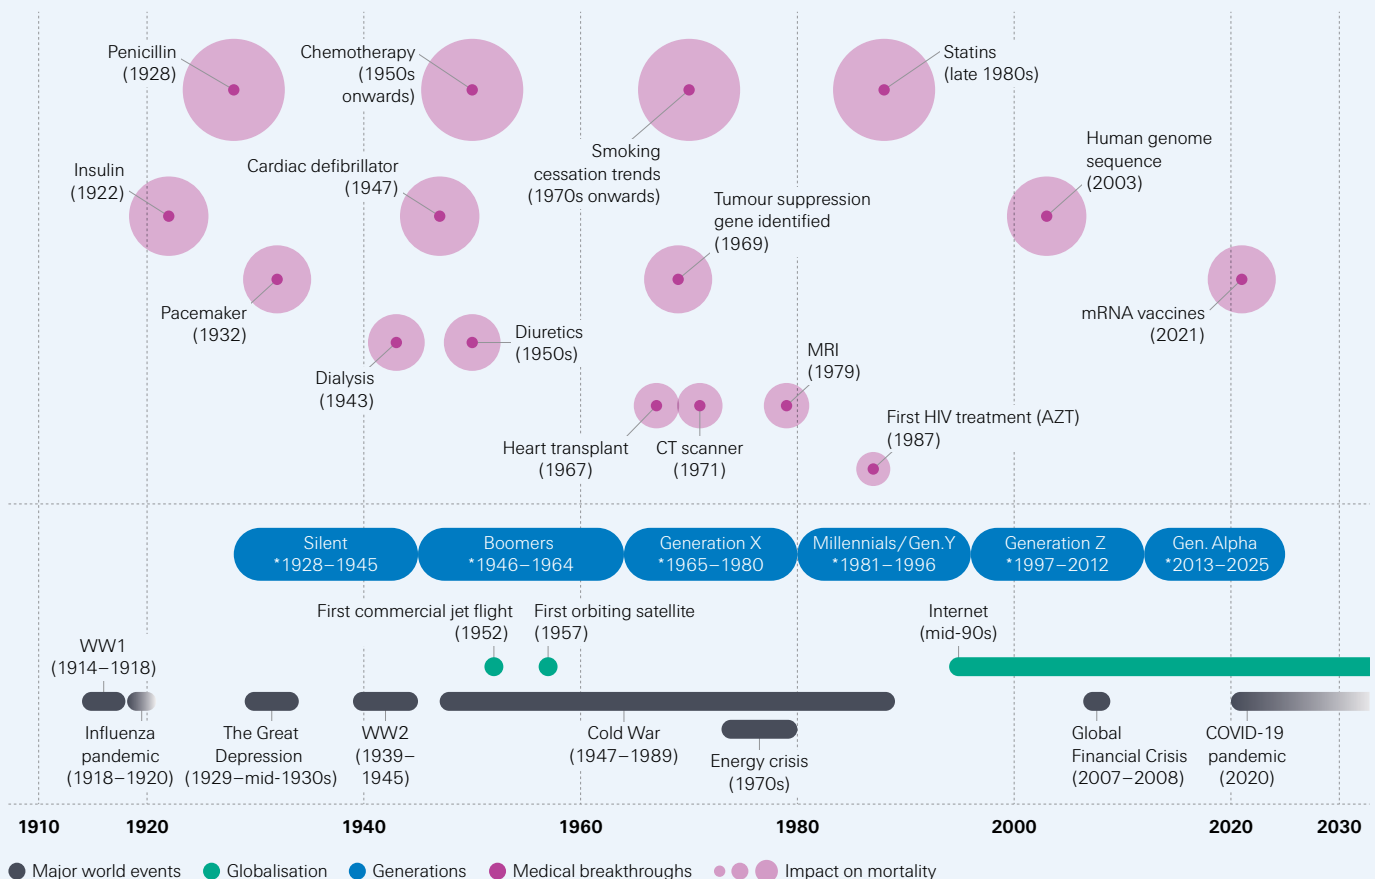 Penicillin
(1928)
Chemotherapy
(1950s
onwards)
Statins
(late 1980s)
Smoking
cessation trends
(1970s onwards)
Human genome
sequence
(2003)
Insulin
(1922)
Cardiac defibrillator
(1947)
Tumour suppression
gene identified
(1969)
Pacemaker
(1932)
mRNA vaccines
(2021)
Diuretics
(1950s)
Dialysis
(1943)
MRI
(1979)
First HIV treatment (AZT)
(1987)
Heart transplant
(1967)
CT scanner
(1971)
Silent
*1928–1945
Boomers
*1946–1964
Generation X
*1965–1980
Millennials/Gen.Y
*1981–1996
Generation Z
*1997–2012
Gen. Alpha
*2013–2025
First commercial jet flight
(1952)
First orbiting satellite
(1957)
Internet
(mid-90s)
WW1
(1914–1918)
Influenza
pandemic
(1918–1920)
The Great
Depression
(1929–mid-1930s)
WW2
(1939–
1945)
Cold War
(1947–1989)
Energy crisis
(1970s)
Global
Financial Crisis
(2007–2008)
COVID-19
pandemic
(2020)
1910 1920 1940 1960 1980 2000 2020 2030
Major world events Globalisation Generations Medical breakthroughs Impact on mortality